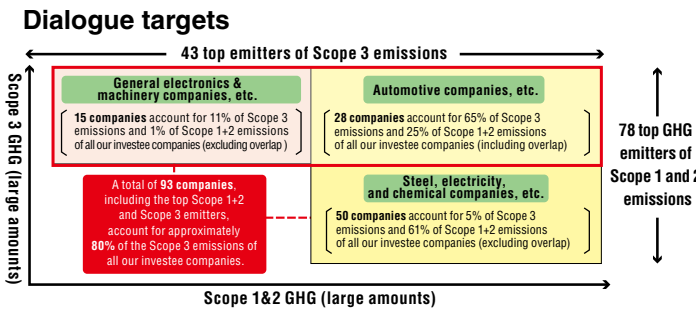 Dialogue targets
43 top emitters of Scope 3 emissions
Scope 3 GHG (large amounts)
General electronics &
machinery companies, etc.
15 companies account for 11% of Scope 3
emissions and 1% of Scope 1+2 emissions
of all our investee companies (excluding overlap )
Automotive companies, etc.
28 companies account for 65% of Scope 3
emissions and 25% of Scope 1+2 emissions
of all our investee companies (including overlap)
78 top GHG
emitters of
Scope 1 and 2
emissions
A total of 93 companies,
including the top Scope 1+2
and Scope 3 emitters,
account for approximately
80% of the Scope 3 emissions of
all our investee companies.
Steel, electricity,
and chemical companies, etc.
50 companies account for 5% of Scope 3
emissions and 61% of Scope 1+2 emissions
of all our investee companies (excluding overlap)
Scope 1&2 GHG (large amounts)